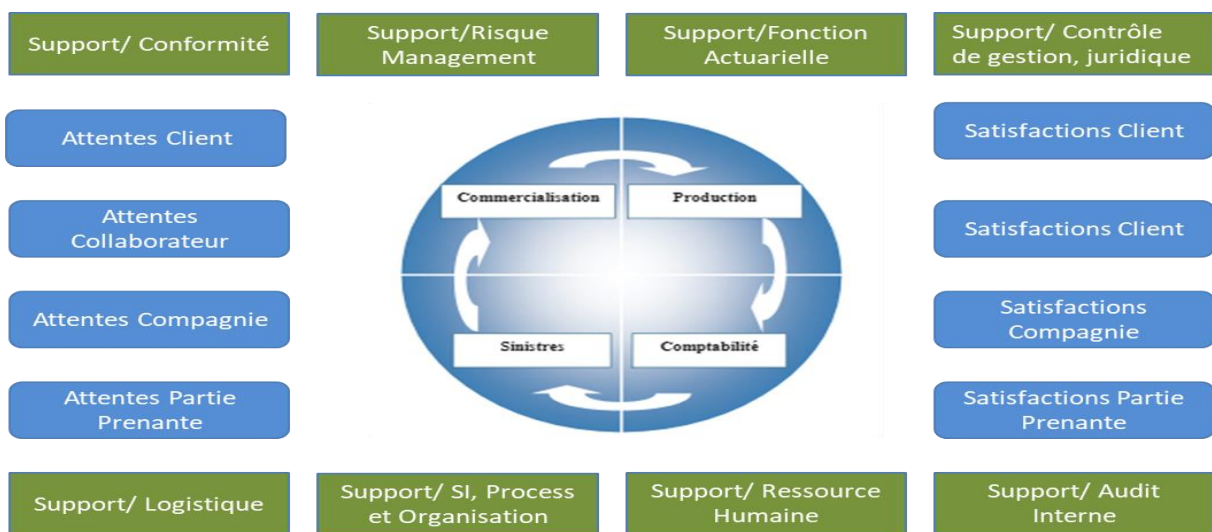 Support/ Conformité
Support/Risque
Management
Support/Fonction
Actuarielle
Support/ Contrôle
de gestion, juridique
Attentes Client
Attentes
Collaborateur
Attentes Compagnie
Attentes Partie
Prenante
Commercialisation
Production
Sinistres
Comptabilité
Satisfactions Client
Satisfactions Client
Satisfactions
Compagnie
Satisfactions Partie
Prenante
Support/ Logistique
Support/ SI, Process
et Organisation
Support/ Ressource
Humaine
Support/ Audit
Interne